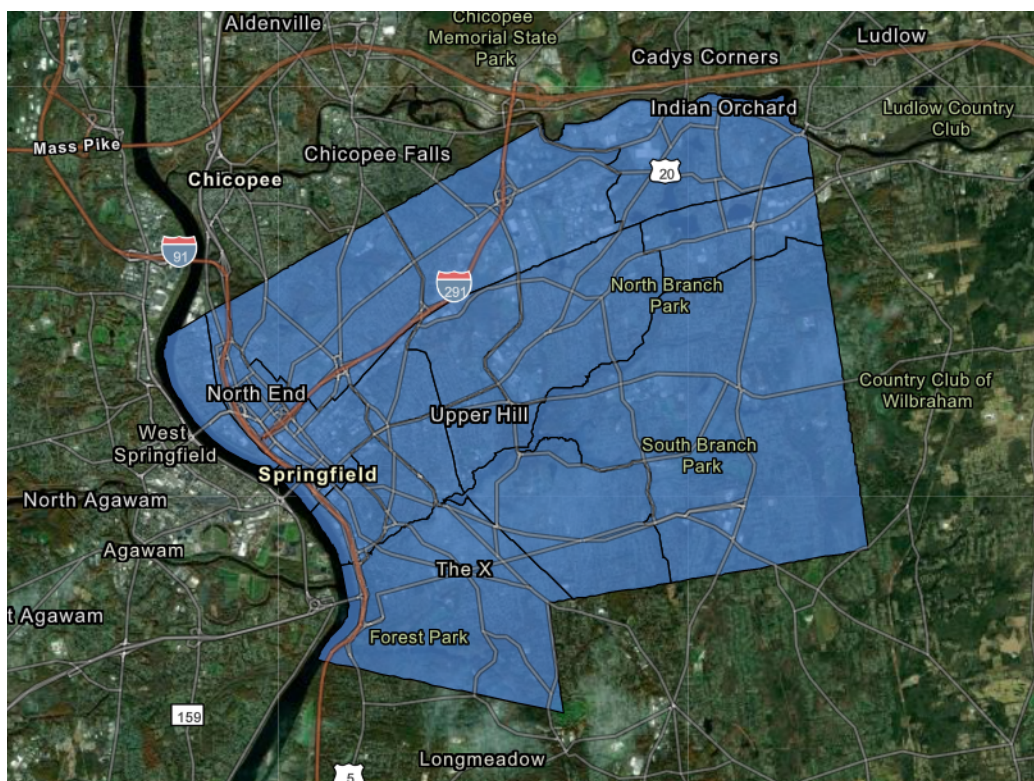 Aldenville
Chicopee
Memorial State
Park
Ludlow
Cadys Corners
Indian Orchard
Ludlow Country
Club
Mass Pike
Chicopee Falls
Chicopee
20
91
291
North Branch
Park
North End
Upper Hill
Country Club of
Wilbraham
West
Springfield
South Branch
Park
Springfield
North Agawam
Agawam
The X
t Agawam
Forest Park
159
Longmeadow
5